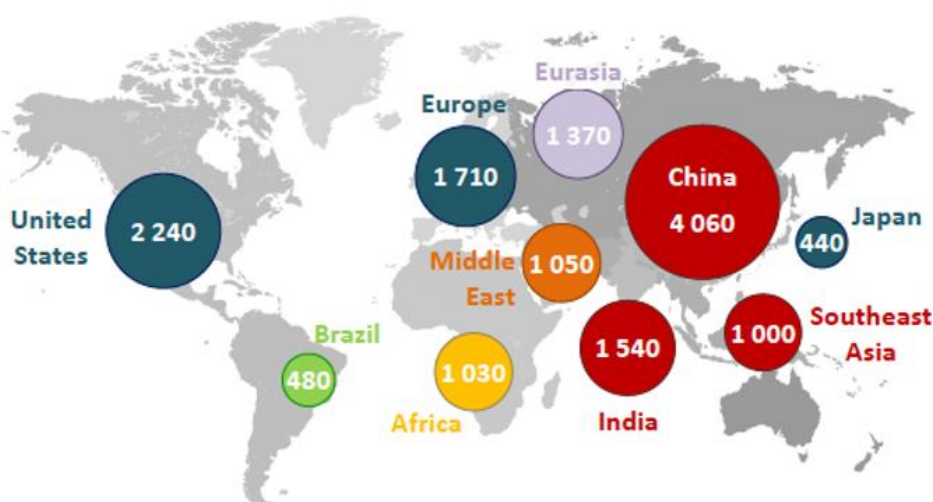 Eurasia
1 370
Europe
1 710
China
4 060
United
States
2 240
Japan
440
Middle
East
1 050
Brazil
480
Africa
1 030
India
1 540
Southeast
Asia
1 000